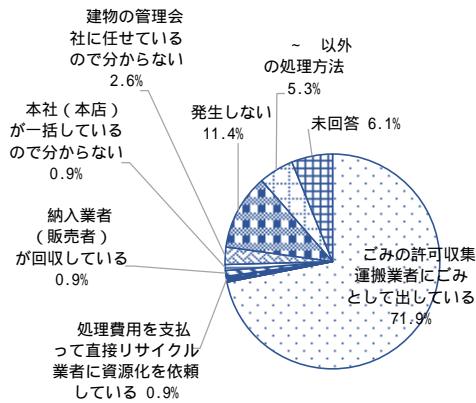 建物の管理会
社に任せている
ので分からない
2.6%
~ 以外
の処理方法
5.3%
未回答 6.1%
発生しない
11.4%
本社(本店)
が一括している
ので分からない
0.9%
納入業者
(販売者)
が回収している
0.9%
処理費用を支払
って直接リサイクル
業者に資源化を依頼
している 0.9%
ごみの許可収集
運搬業者にごみ
として出している
71.9%